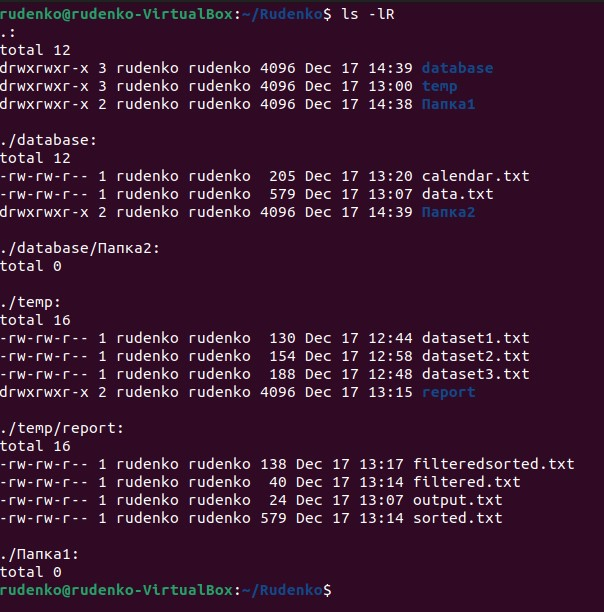 rudenko@rudenko-VirtualBox:~/Rudenko$ ls -lR
.:
total 12
drwxrwxr-x 3 rudenko rudenko 4096 Dec 17 14:39 database
drwxrwxr-x 3 rudenko rudenko 4096 Dec 17 13:00 temp
drwxrwxr-x 2 rudenko rudenko 4096 Dec 17 14:38 Папка1

./database:
total 12
-rw-rw-r-- 1 rudenko rudenko  205 Dec 17 13:20 calendar.txt
-rw-rw-r-- 1 rudenko rudenko  579 Dec 17 13:07 data.txt
drwxrwxr-x 2 rudenko rudenko 4096 Dec 17 14:39 Папка2

./database/Папка2:
total 0

./temp:
total 16
-rw-rw-r-- 1 rudenko rudenko  130 Dec 17 12:44 dataset1.txt
-rw-rw-r-- 1 rudenko rudenko  154 Dec 17 12:58 dataset2.txt
-rw-rw-r-- 1 rudenko rudenko  188 Dec 17 12:48 dataset3.txt
drwxrwxr-x 2 rudenko rudenko 4096 Dec 17 13:15 report

./temp/report:
total 16
-rw-rw-r-- 1 rudenko rudenko 138 Dec 17 13:17 filteredsorted.txt
-rw-rw-r-- 1 rudenko rudenko  40 Dec 17 13:14 filtered.txt
-rw-rw-r-- 1 rudenko rudenko  24 Dec 17 13:07 output.txt
-rw-rw-r-- 1 rudenko rudenko 579 Dec 17 13:14 sorted.txt

./Папка1:
total 0
rudenko@rudenko-VirtualBox:~/Rudenko$